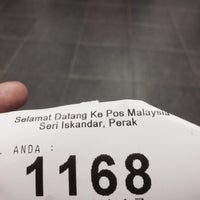 Selamat Datang Ke Pos Malaysia
Seri Iskandar, Perak
ANDA :
1168